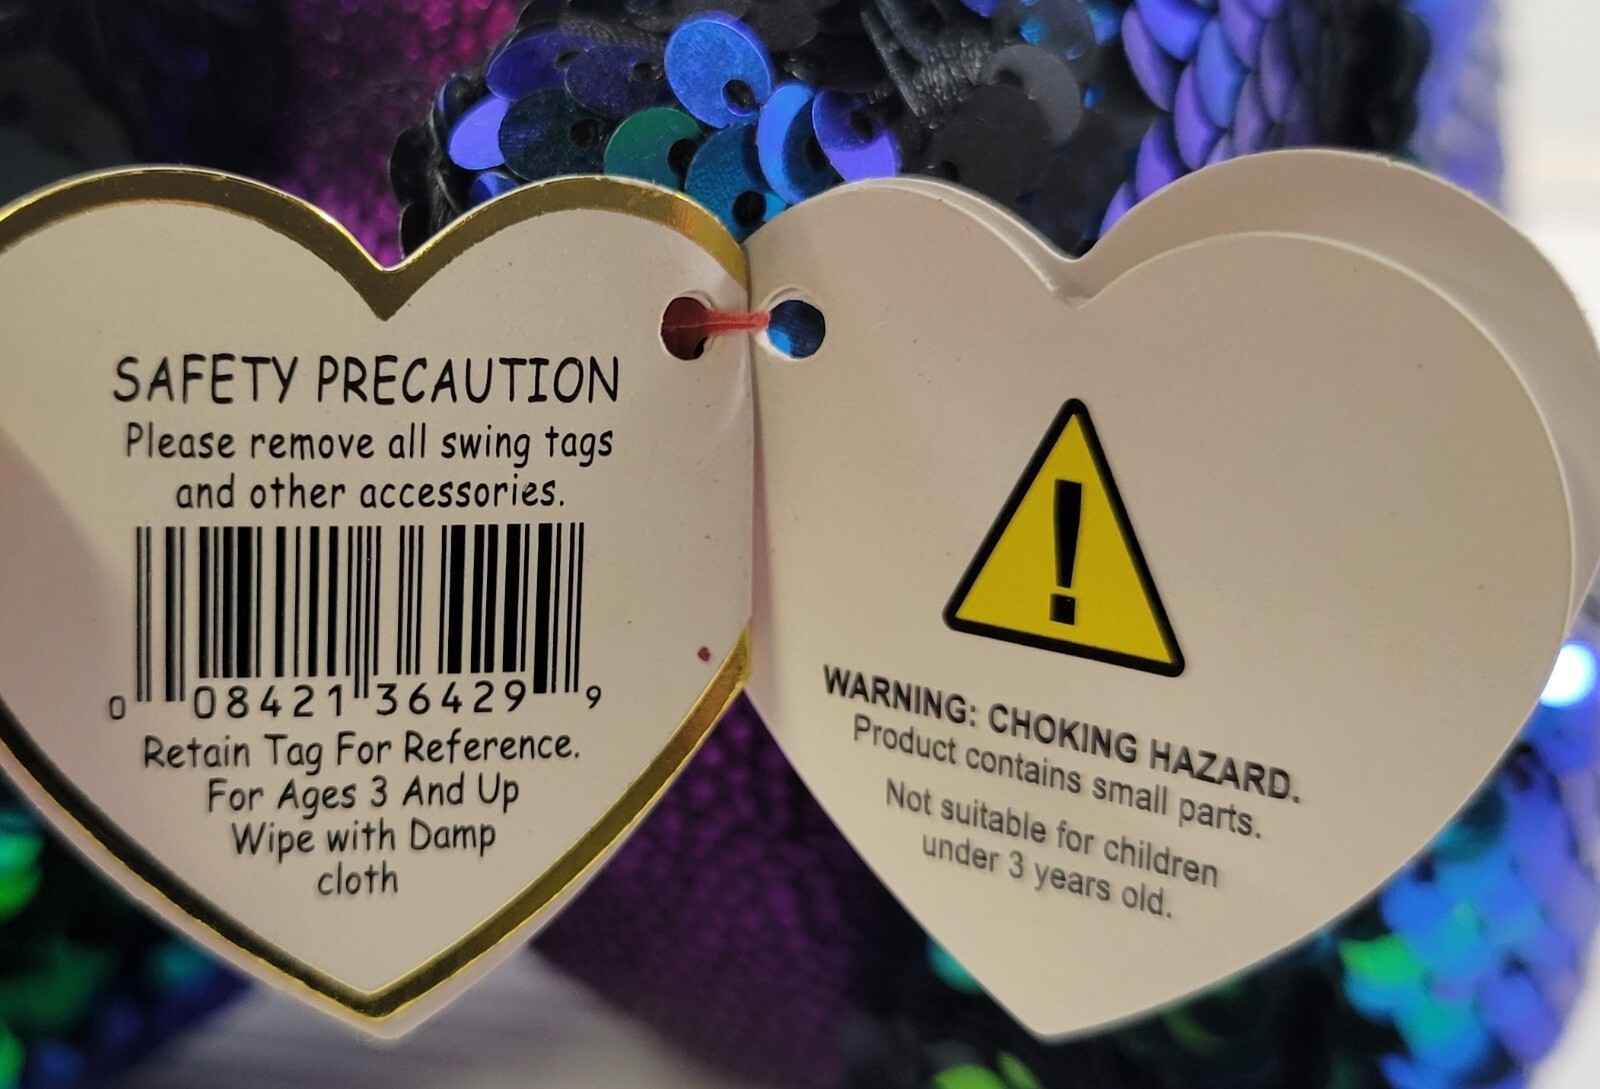 SAFETY PRECAUTION
Please remove all swing tags
and other accessories.
0 08421 36429 9
Retain Tag For Reference.
For Ages 3 And Up
Wipe with Damp
cloth
!
WARNING: CHOKING HAZARD.
Product contains small parts.
Not suitable for children
under 3 years old.